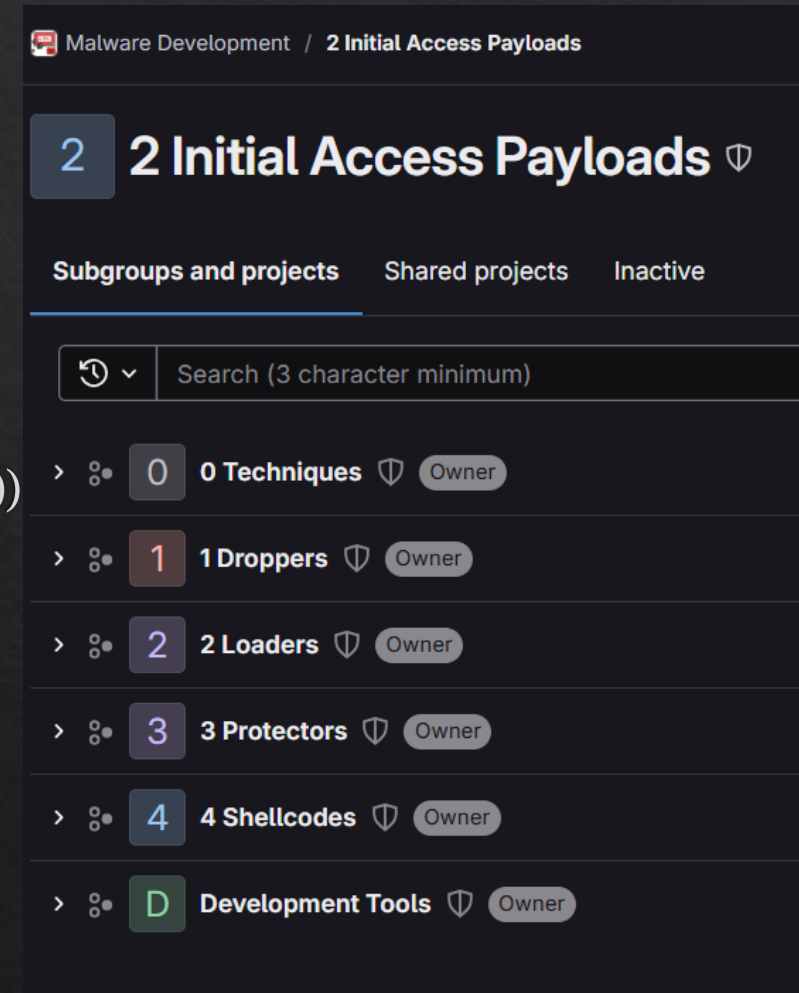 Malware Development / 2 Initial Access Payloads
2 2 Initial Access Payloads
Subgroups and projects Shared projects Inactive
Search (3 character minimum)
0 0 Techniques Owner
))
1 1 Droppers Owner
2 2 Loaders Owner
3 3 Protectors Owner
4 4 Shellcodes Owner
D Development Tools Owner